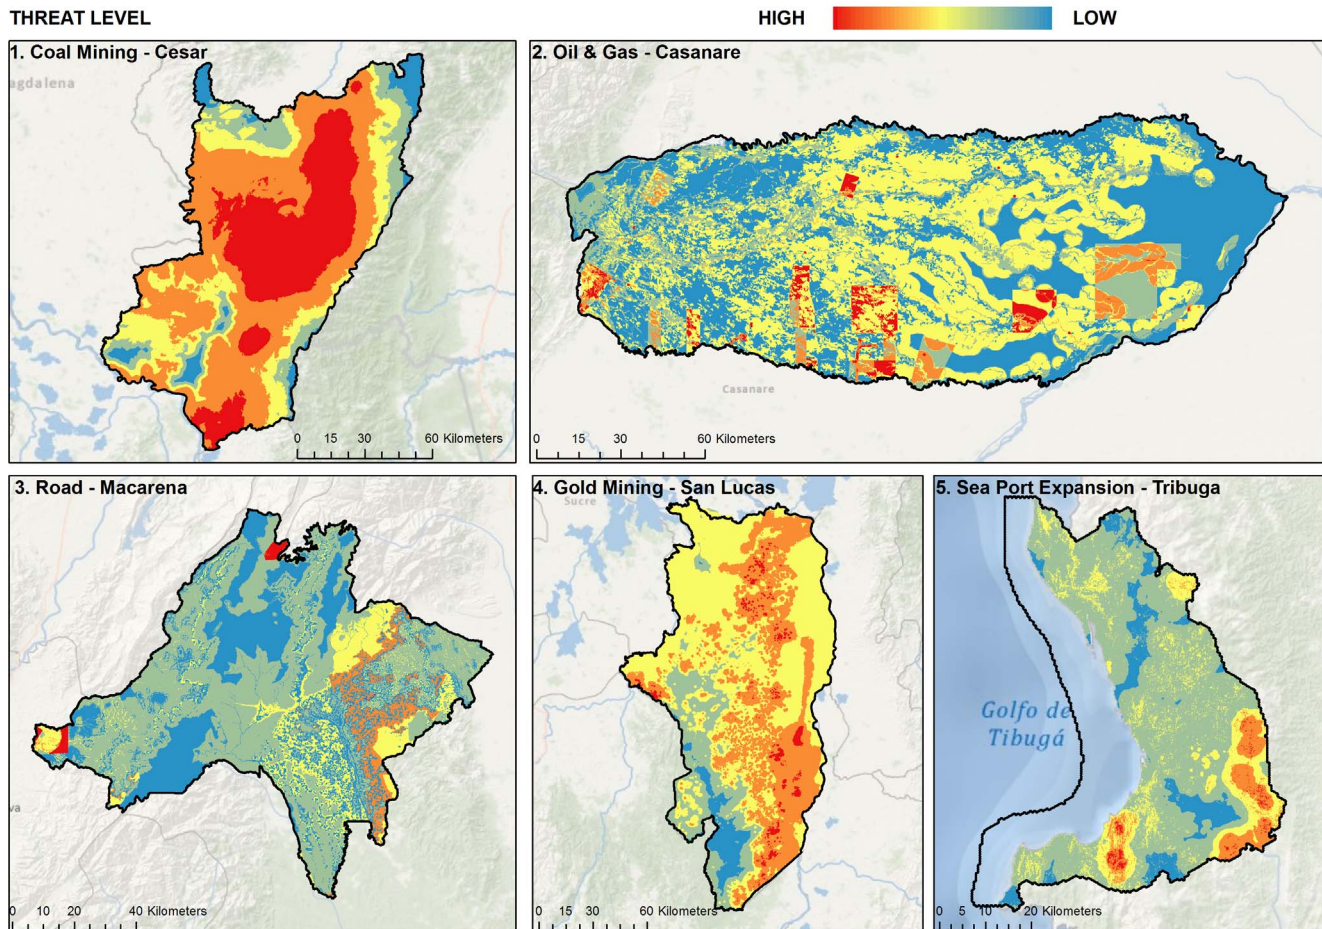 THREAT LEVEL
HIGH
LOW
1. Coal Mining - Cesar
agdalena
0 15 30 60 Kilometers
2. Oil & Gas - Casanare
Casanare
0 15 30 60 Kilometers
3. Road - Macarena
va
0 10 20 40 Kilometers
4. Gold Mining - San Lucas
Sucre
0 15 30 60 Kilometers
5. Sea Port Expansion - Tribuga
Golfo de
Tibugá
0 5 10 20 Kilometers